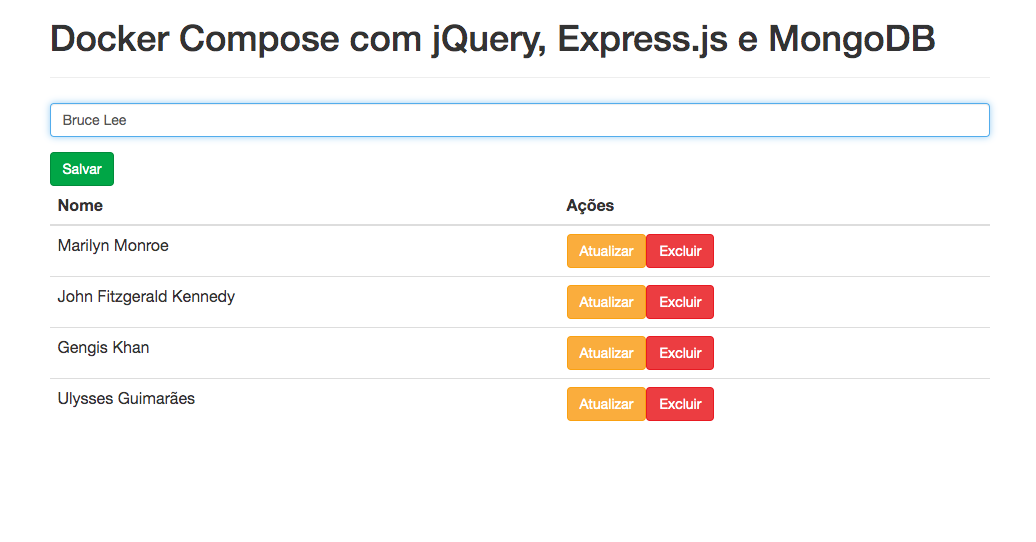 Docker Compose com jQuery, Express.js e MongoDB
Bruce Lee
Salvar
Nome Ações
Marilyn Monroe Atualizar Excluir
John Fitzgerald Kennedy Atualizar Excluir
Gengis Khan Atualizar Excluir
Ulysses Guimarães Atualizar Excluir